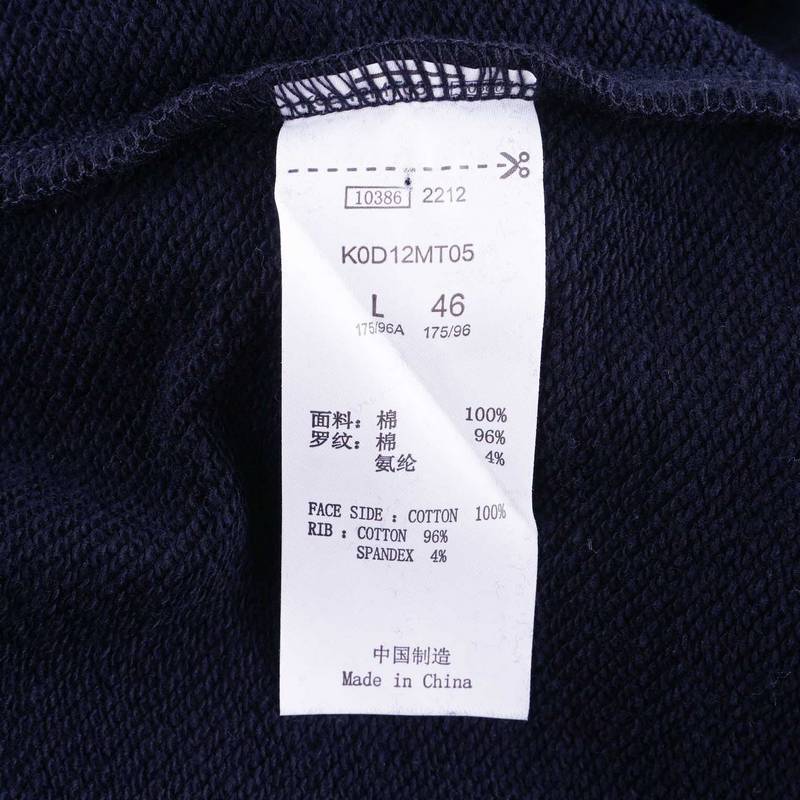 10386 2212
K0D12MT05
L 46
175/96A 175/96
面料：棉 100%
罗纹：棉 96%
氨纶 4%
FACE SIDE : COTTON 100%
RIB : COTTON 96%
SPANDEX 4%
中国制造
Made in China